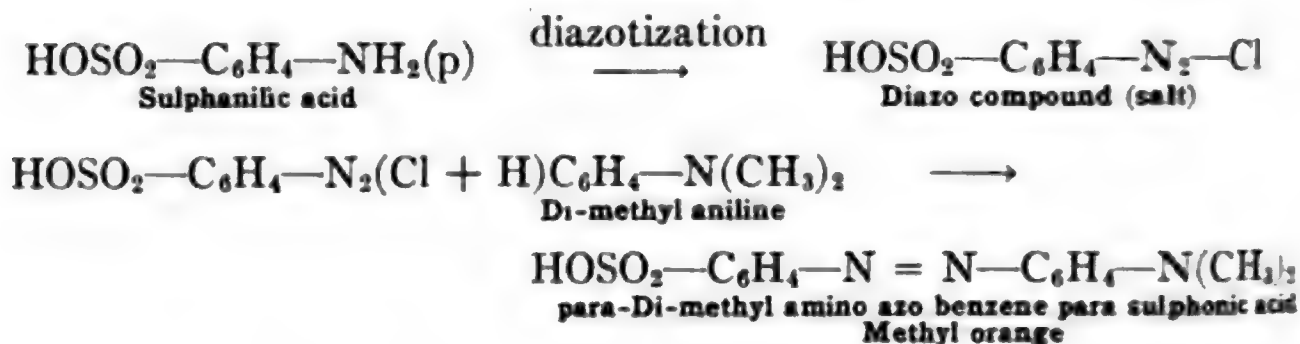 diazotization
HOSO₂—C₆H₄—NH₂(p) ⟶ HOSO₂—C₆H₄—N₂—Cl
Sulphanilic acid Diazo compound (salt)
HOSO₂—C₆H₄—N₂(Cl + H)C₆H₄—N(CH₃)₂ ⟶
Di-methyl aniline
HOSO₂—C₆H₄—N = N—C₆H₄—N(CH₃)₂
para-Di-methyl amino azo benzene para sulphonic acid
Methyl orange